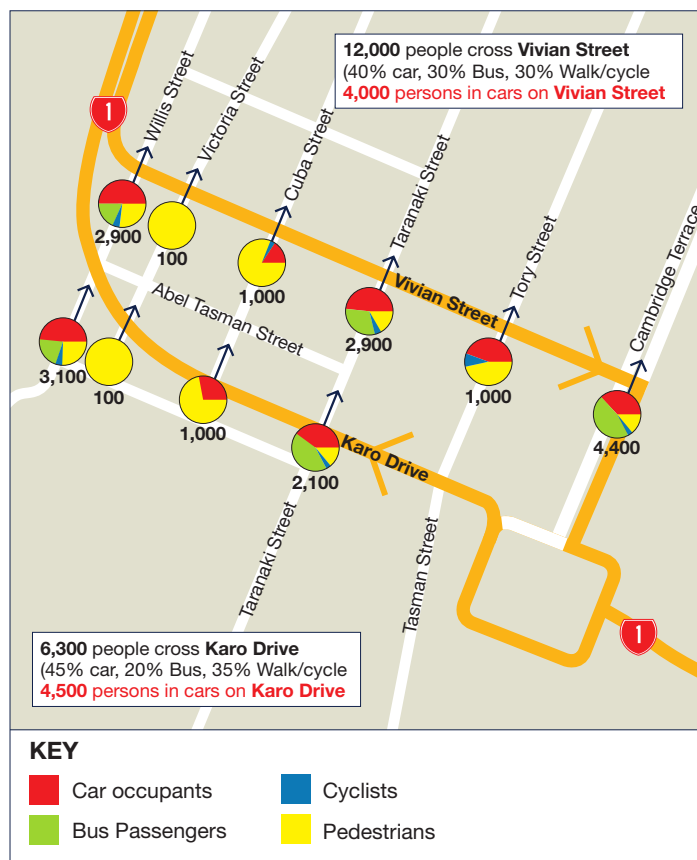 12,000 people cross Vivian Street
(40% car, 30% Bus, 30% Walk/cycle
4,000 persons in cars on Vivian Street
1
Willis Street
Victoria Street
Cuba Street
Taranaki Street
Tory Street
Cambridge Terrace
2,900
100
1,000
2,900
1,000
4,400
Vivian Street
Abel Tasman Street
3,100
100
1,000
2,100
Karo Drive
Taranaki Street
Tasman Street
1
6,300 people cross Karo Drive
(45% car, 20% Bus, 35% Walk/cycle
4,500 persons in cars on Karo Drive
KEY
Car occupants
Cyclists
Bus Passengers
Pedestrians